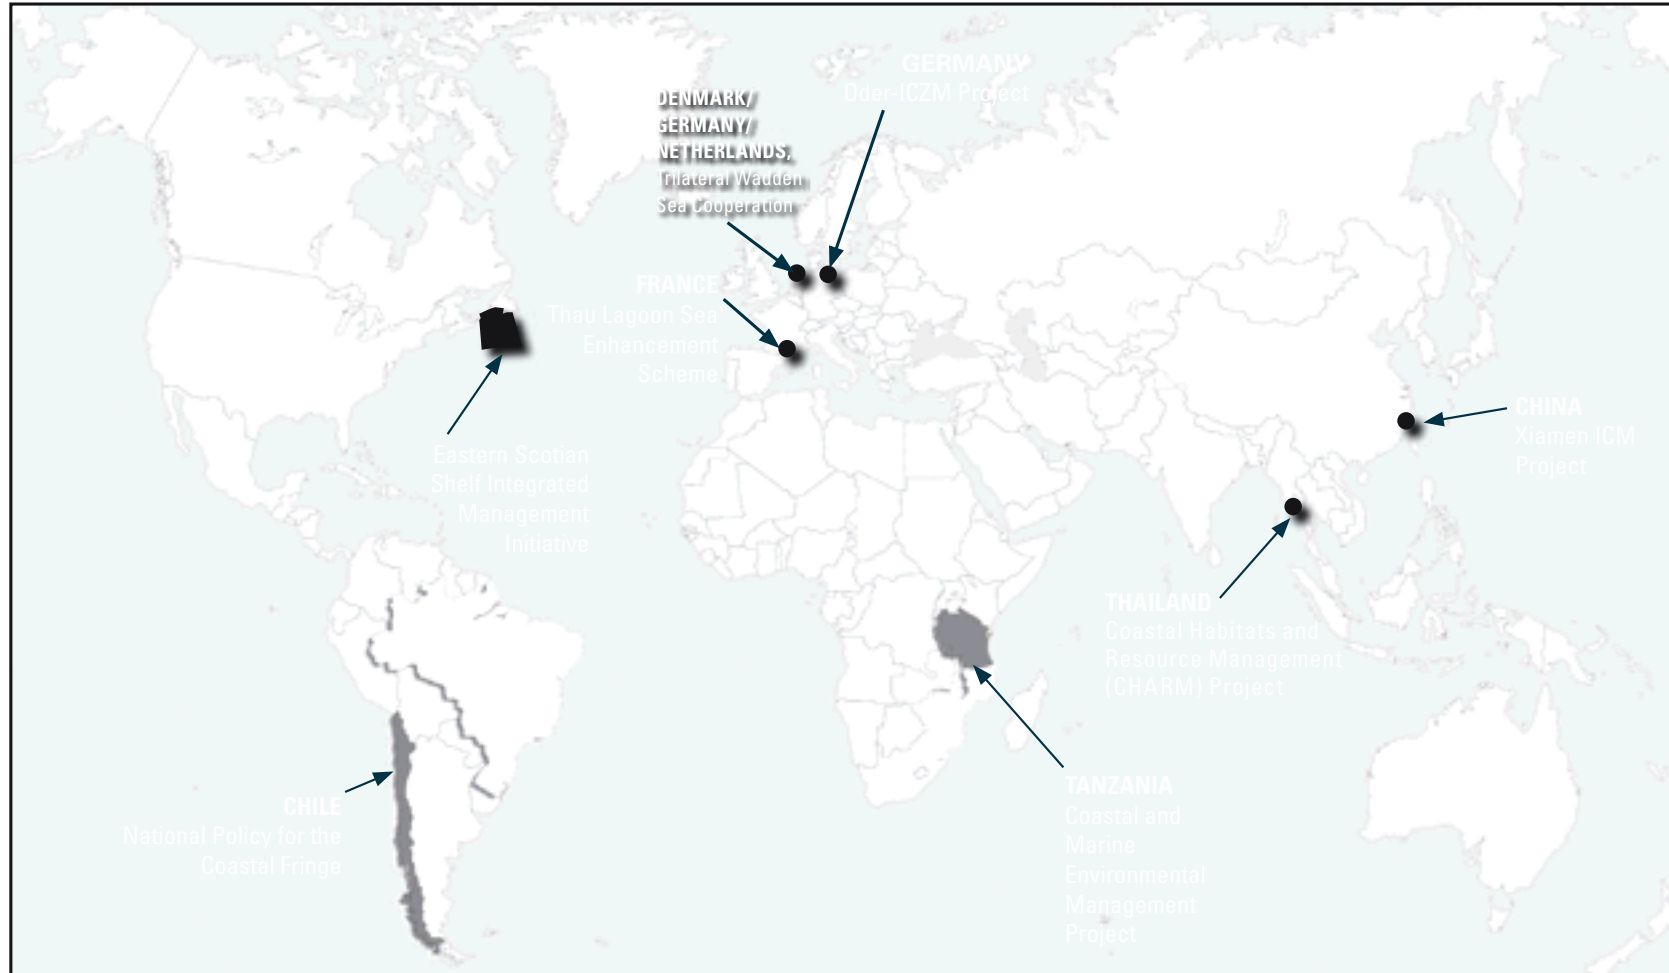 GERMANY
Oder-ICZM Project
DENMARK/
GERMANY/
NETHERLANDS,
Trilateral Wadden
Sea Cooperation
FRANCE
Thau Lagoon Sea
Enhancement
Scheme
Eastern Scotian
Shelf Integrated
Management
Initiative
CHINA
Xiamen ICM
Project
THAILAND
Coastal Habitats and
Resource Management
(CHARM) Project
TANZANIA
Coastal and
Marine
Environmental
Management
Project
CHILE
National Policy for the
Coastal Fringe